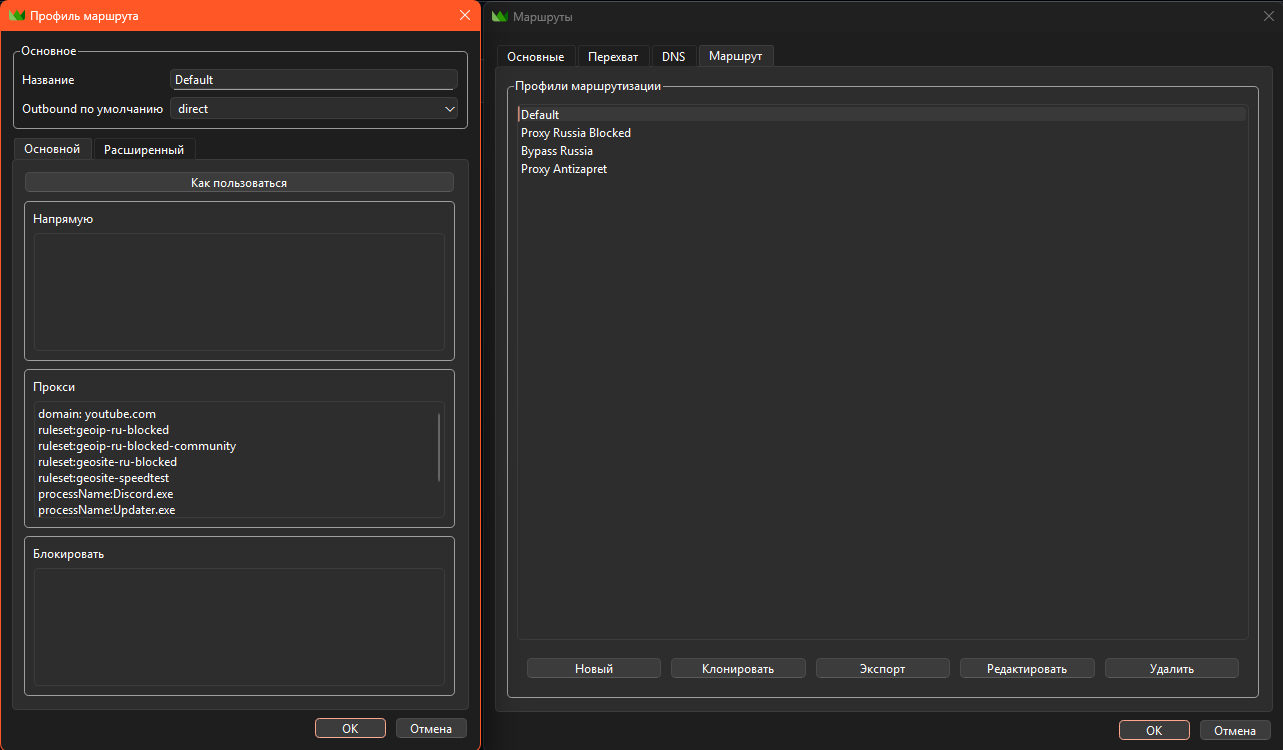 Профиль маршрута
Основное
Название
Default
Outbound по умолчанию
direct
Основной
Расширенный
Как пользоваться
Напрямую
Прокси
domain: youtube.com
ruleset:geoip-ru-blocked
ruleset:geoip-ru-blocked-community
ruleset:geosite-ru-blocked
ruleset:geosite-speedtest
processName:Discord.exe
processName:Updater.exe
Блокировать
OK
Отмена
Маршруты
Основные
Перехват
DNS
Маршрут
Профили маршрутизации
Default
Proxy Russia Blocked
Bypass Russia
Proxy Antizapret
Новый
Клонировать
Экспорт
Редактировать
Удалить
OK
Отмена